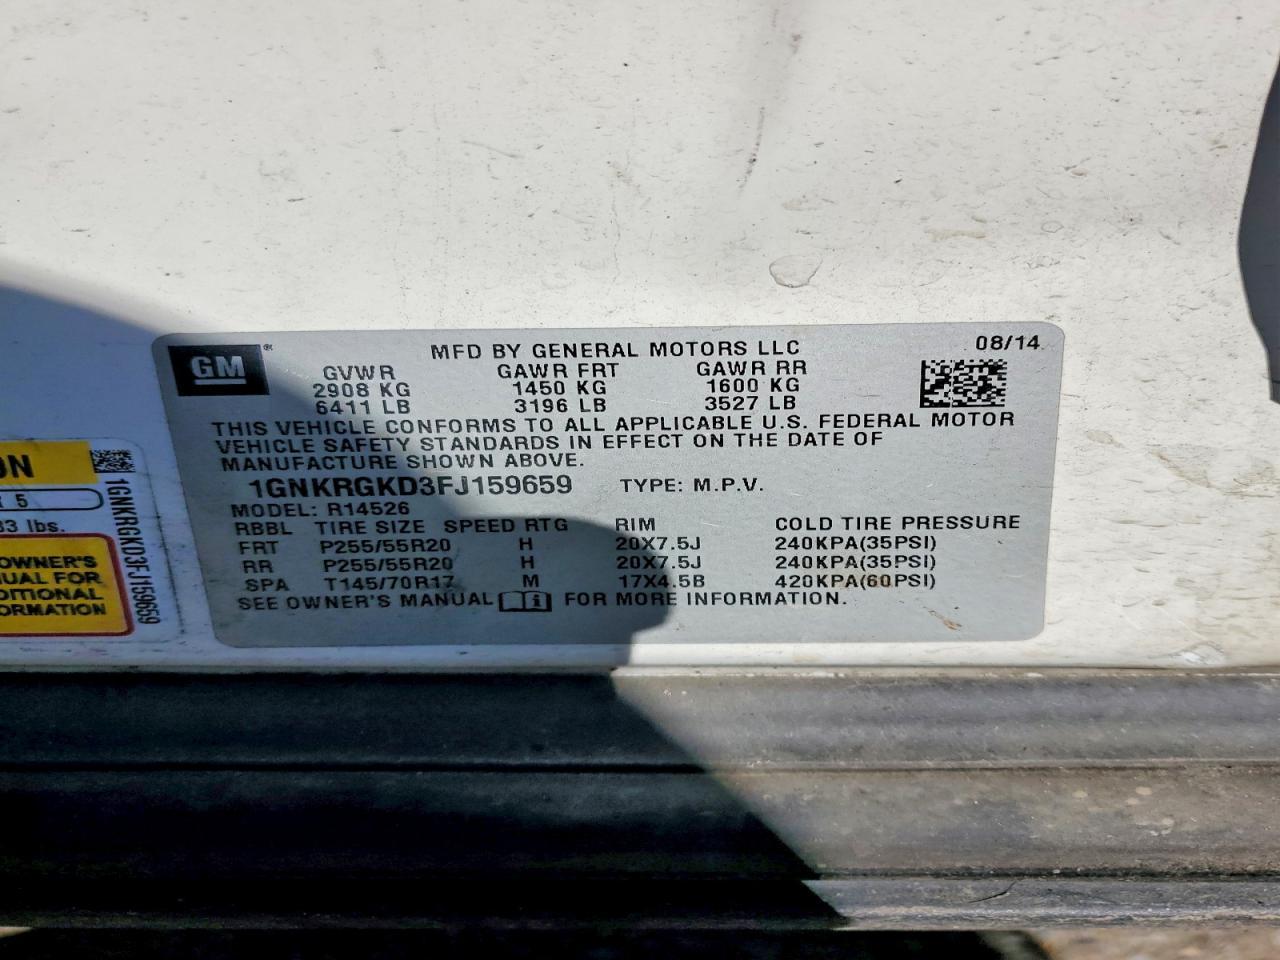 GM®
MFD BY GENERAL MOTORS LLC
08/14
GVWR GAWR FRT GAWR RR
2908 KG 1450 KG 1600 KG
6411 LB 3196 LB 3527 LB
THIS VEHICLE CONFORMS TO ALL APPLICABLE U.S. FEDERAL MOTOR
VEHICLE SAFETY STANDARDS IN EFFECT ON THE DATE OF
MANUFACTURE SHOWN ABOVE.
1GNKRGKD3FJ159659 TYPE: M.P.V.
MODEL: R14526
RBBL TIRE SIZE SPEED RTG RIM COLD TIRE PRESSURE
FRT P255/55R20 H 20X7.5J 240KPA(35PSI)
RR P255/55R20 H 20X7.5J 240KPA(35PSI)
SPA T145/70R17 M 17X4.5B 420KPA(60PSI)
SEE OWNER'S MANUAL FOR MORE INFORMATION.
ON
R 5
33 lbs.
OWNER'S
UAL FOR
DITIONAL
ORMATION
1GNKRGKD3FJ159659